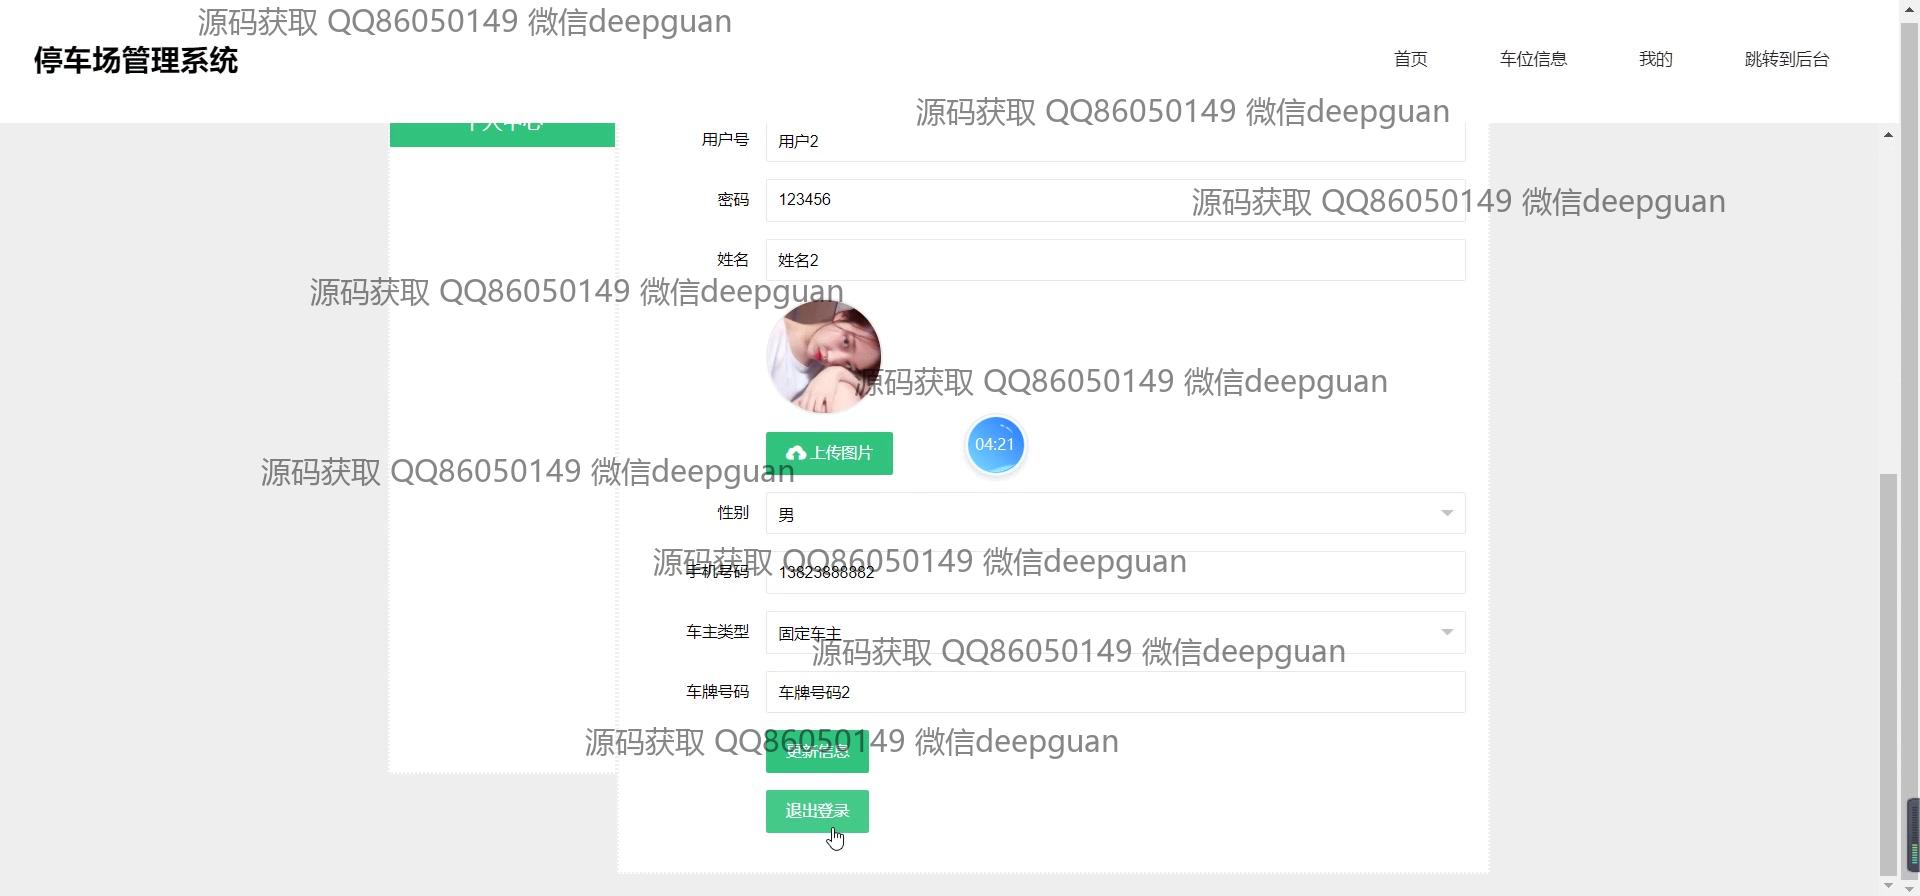 源码获取 QQ86050149 微信deepguan
停车场管理系统
首页
车位信息
我的
跳转到后台
源码获取 QQ86050149 微信deepguan
个人中心
用户号
用户2
密码
123456
源码获取 QQ86050149 微信deepguan
姓名
姓名2
源码获取 QQ86050149 微信deepguan
源码获取 QQ86050149 微信deepguan
04:21
上传图片
源码获取 QQ86050149 微信deepguan
性别
男
源码获取 QQ86050149 微信deepguan
手机号码
13823888882
车主类型
固定车主
源码获取 QQ86050149 微信deepguan
车牌号码
车牌号码2
源码获取 QQ86050149 微信deepguan
更新信息
退出登录